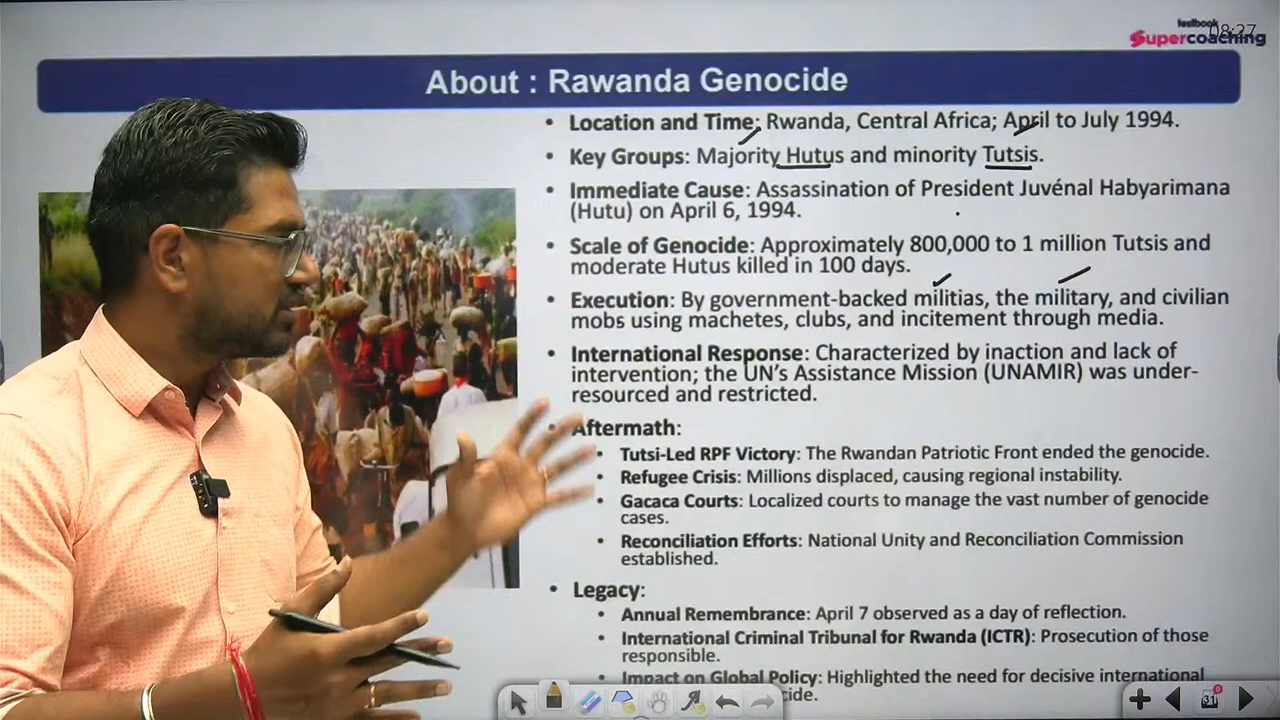 testbook
Supercoaching
08:27
About : Rawanda Genocide
• Location and Time: Rwanda, Central Africa; April to July 1994.
• Key Groups: Majority Hutus and minority Tutsis.
• Immediate Cause: Assassination of President Juvénal Habyarimana
(Hutu) on April 6, 1994.
• Scale of Genocide: Approximately 800,000 to 1 million Tutsis and
moderate Hutus killed in 100 days.
• Execution: By government-backed militias, the military, and civilian
mobs using machetes, clubs, and incitement through media.
• International Response: Characterized by inaction and lack of
intervention; the UN's Assistance Mission (UNAMIR) was under-
resourced and restricted.
• Aftermath:
• Tutsi-Led RPF Victory: The Rwandan Patriotic Front ended the genocide.
• Refugee Crisis: Millions displaced, causing regional instability.
• Gacaca Courts: Localized courts to manage the vast number of genocide
cases.
• Reconciliation Efforts: National Unity and Reconciliation Commission
established.
• Legacy:
• Annual Remembrance: April 7 observed as a day of reflection.
• International Criminal Tribunal for Rwanda (ICTR): Prosecution of those
responsible.
• Impact on Global Policy: Highlighted the need for decisive international
cide.
31